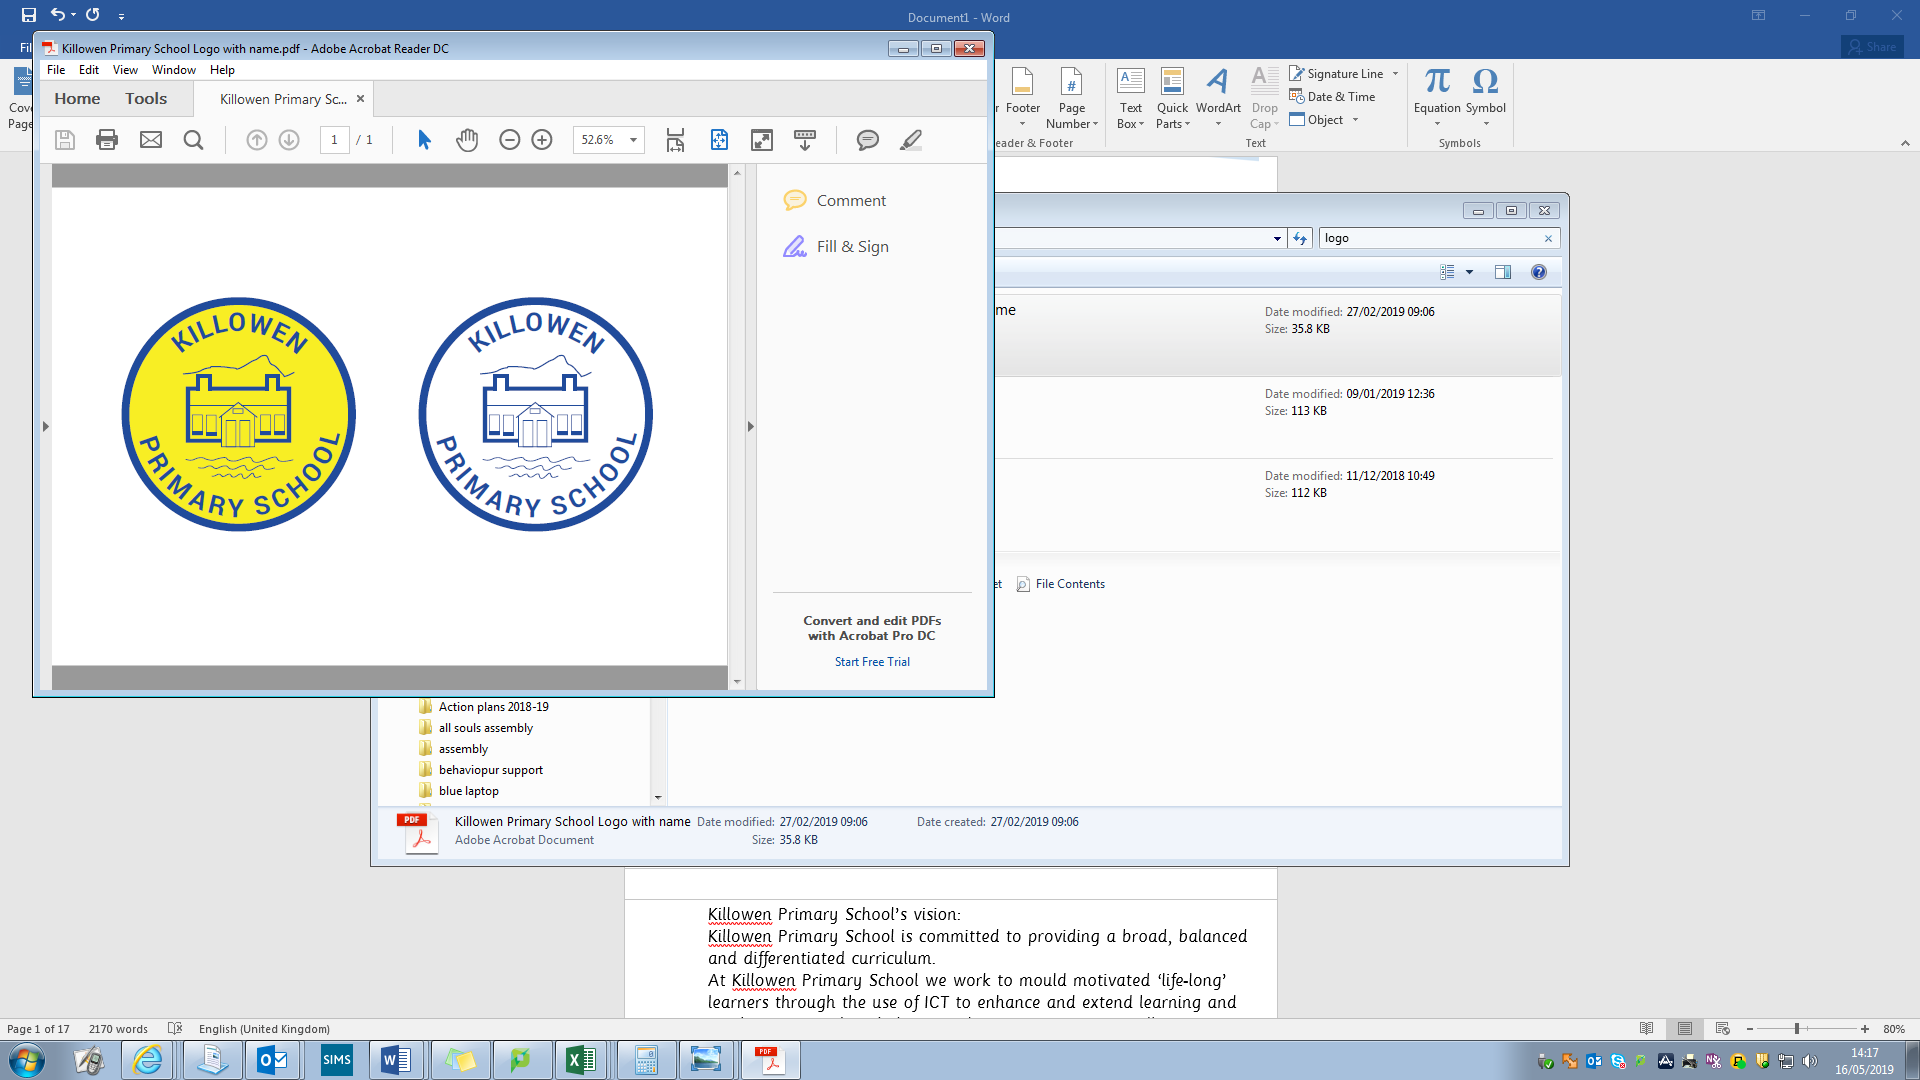 Document1 - Word
Share
Fil
Killowen Primary School Logo with name.pdf - Adobe Acrobat Reader DC
File Edit View Window Help
Home Tools Killowen Primary Sc...
1 / 1 52.6%
Comment
Fill & Sign
KILLOWEN
PRIMARY SCHOOL
KILLOWEN
PRIMARY SCHOOL
Convert and edit PDFs
with Acrobat Pro DC
Start Free Trial
Cove
Page
r Footer Page
Number
eader & Footer
Text
Box
Quick
Parts
WordArt
Drop
Cap
Signature Line
Date & Time
Object
Text
Equation Symbol
Symbols
logo
me
Date modified: 27/02/2019 09:06
Size: 35.8 KB
Date modified: 09/01/2019 12:36
Size: 113 KB
Date modified: 11/12/2018 10:49
Size: 112 KB
et File Contents
Action plans 2018-19
all souls assembly
assembly
behaviopur support
blue laptop
PDF
Killowen Primary School Logo with name Date modified: 27/02/2019 09:06 Date created: 27/02/2019 09:06
Adobe Acrobat Document Size: 35.8 KB
Killowen Primary School's vision:
Killowen Primary School is committed to providing a broad, balanced
and differentiated curriculum.
At Killowen Primary School we work to mould motivated ‘life-long’
learners through the use of ICT to enhance and extend learning and
Page 1 of 17 2170 words English (United Kingdom) 80%
SIMS
PDF
14:17
16/05/2019